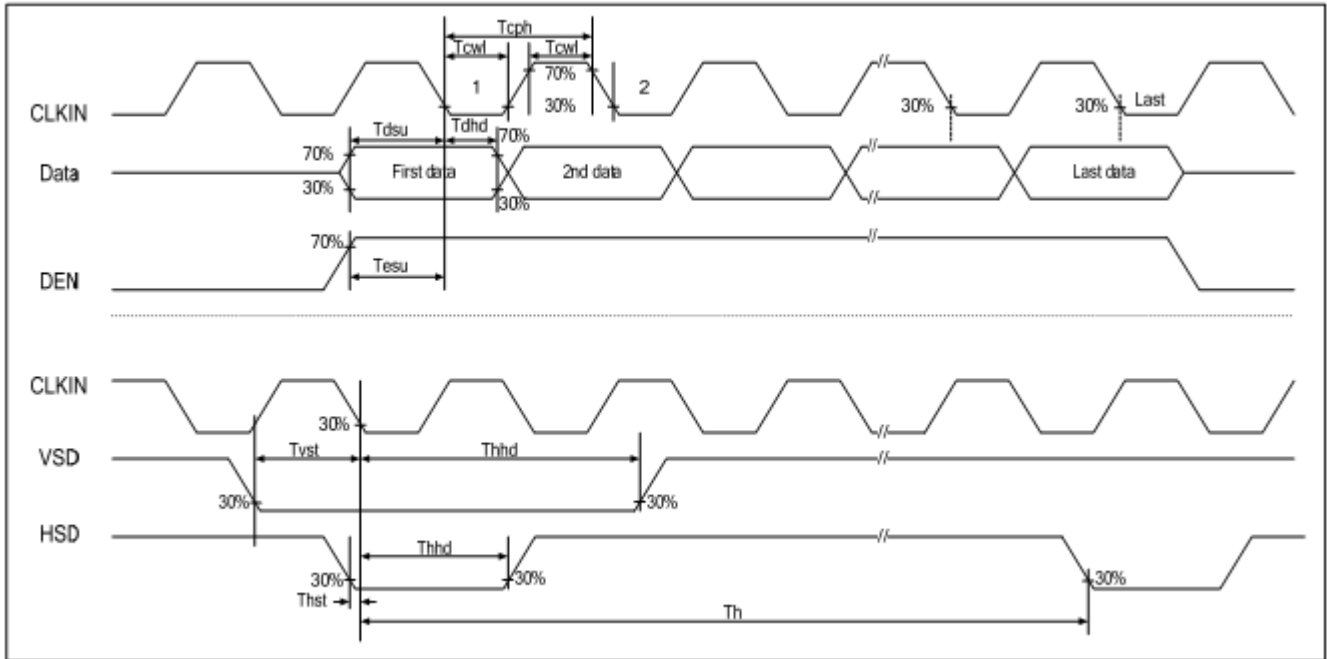 Tcph
Tcwl Tcwl
CLKIN 1 70% 30% 2 // 30% 30% Last
Tdsu Tdhd
Data 70% 30% First data 70% 30% 2nd data // // Last data
DEN 70% Tesu //
CLKIN 30% //
VSD Tvst Thhd //
30% 30%
HSD Thhd //
30% 30% 30%
Thst
Th